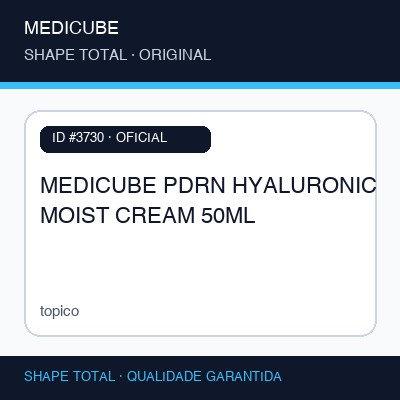 MEDICUBE
SHAPE TOTAL · ORIGINAL
ID #3730 · OFICIAL
MEDICUBE PDRN HYALURONIC
MOIST CREAM 50ML
topico
SHAPE TOTAL · QUALIDADE GARANTIDA